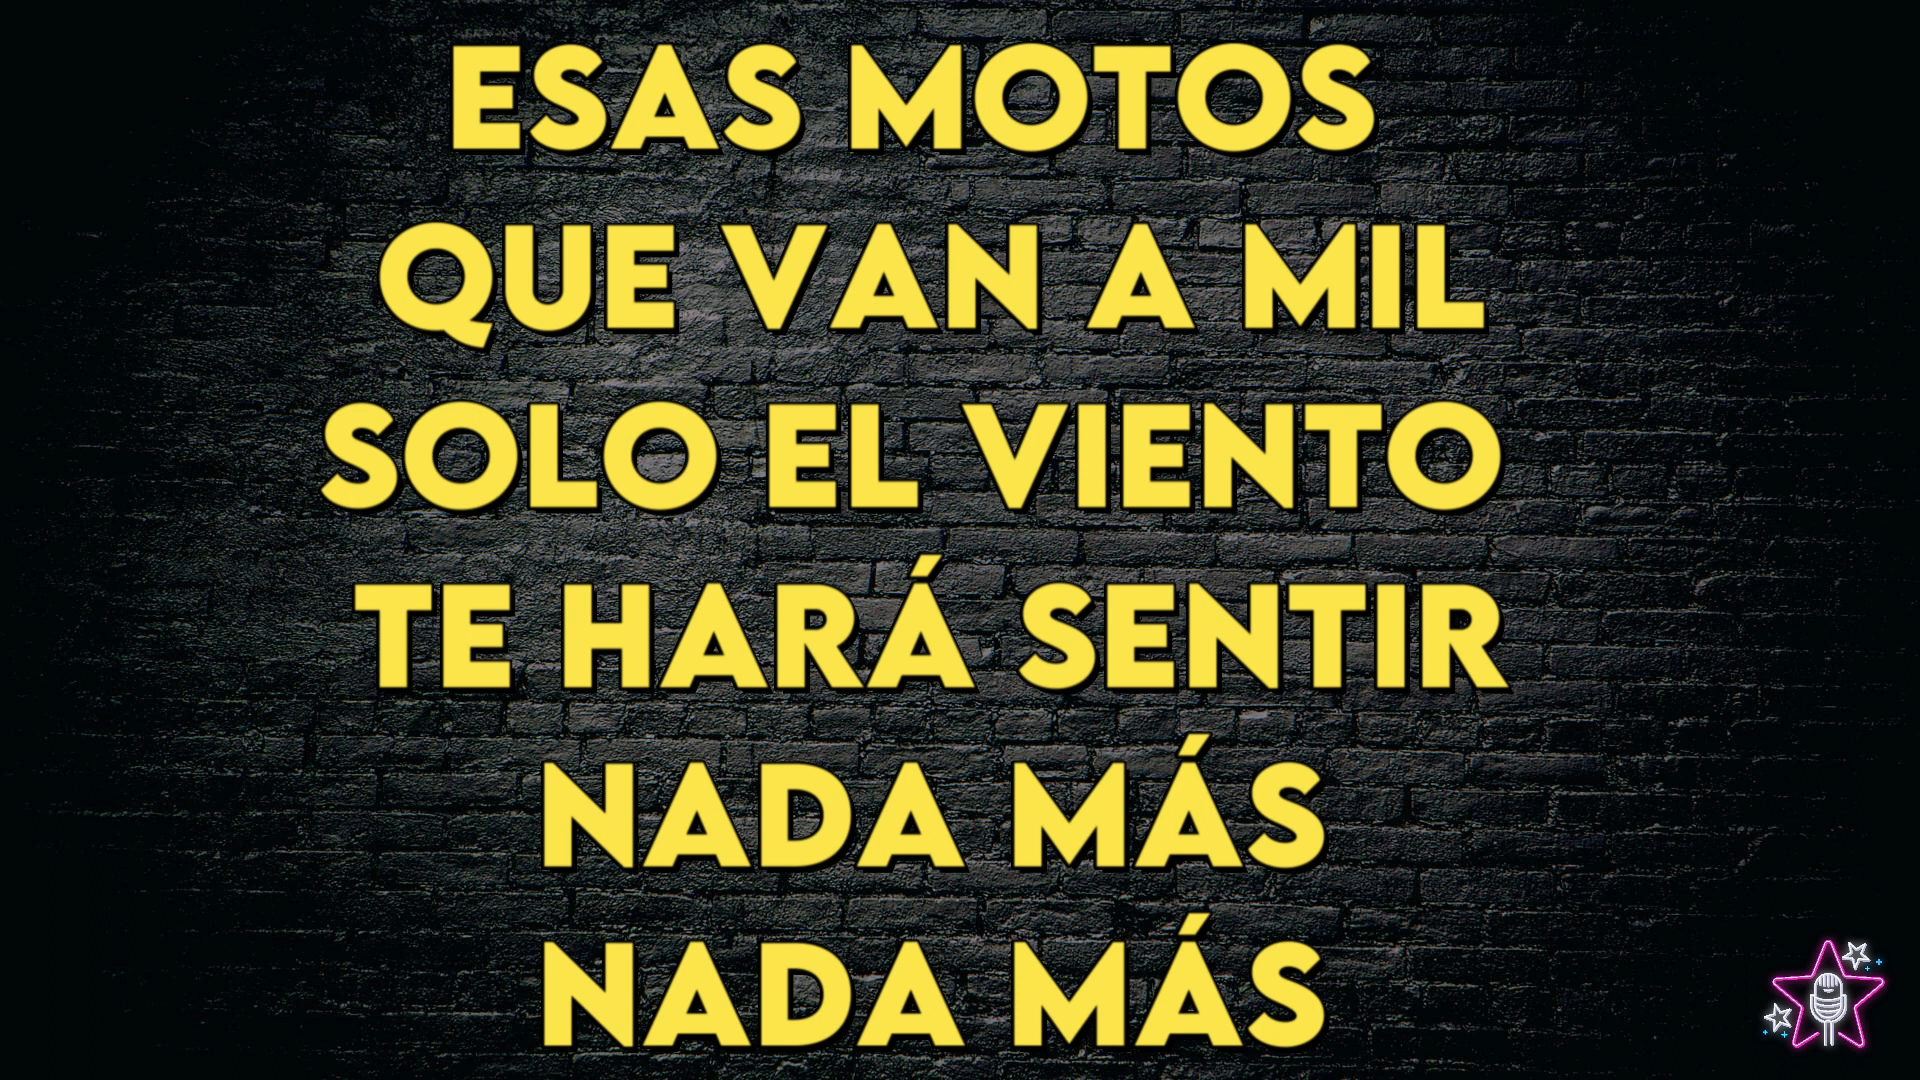 ESAS MOTOS
QUE VAN A MIL
SOLO EL VIENTO
TE HARÁ SENTIR
NADA MÁS
NADA MÁS